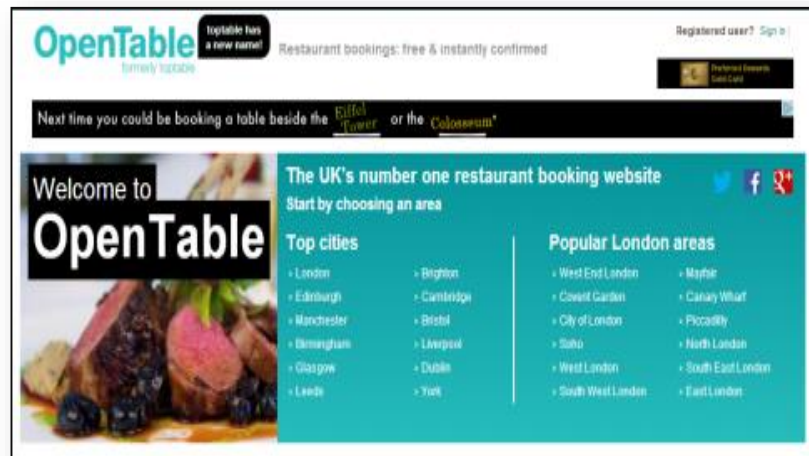 OpenTable
formerly toptable
toptable has
a new name!
Restaurant bookings: free & instantly confirmed
Registered user? Sign in
Preferred Rewards
Gold Card
Next time you could be booking a table beside the Eiffel Tower or the Colosseum*
Welcome to
OpenTable
The UK's number one restaurant booking website
Start by choosing an area
Top cities
› London
› Edinburgh
› Manchester
› Birmingham
› Glasgow
› Leeds
› Brighton
› Cambridge
› Bristol
› Liverpool
› Dublin
› York
Popular London areas
› West End London
› Covent Garden
› City of London
› Soho
› West London
› South West London
› Mayfair
› Canary Wharf
› Piccadilly
› North London
› South East London
› East London